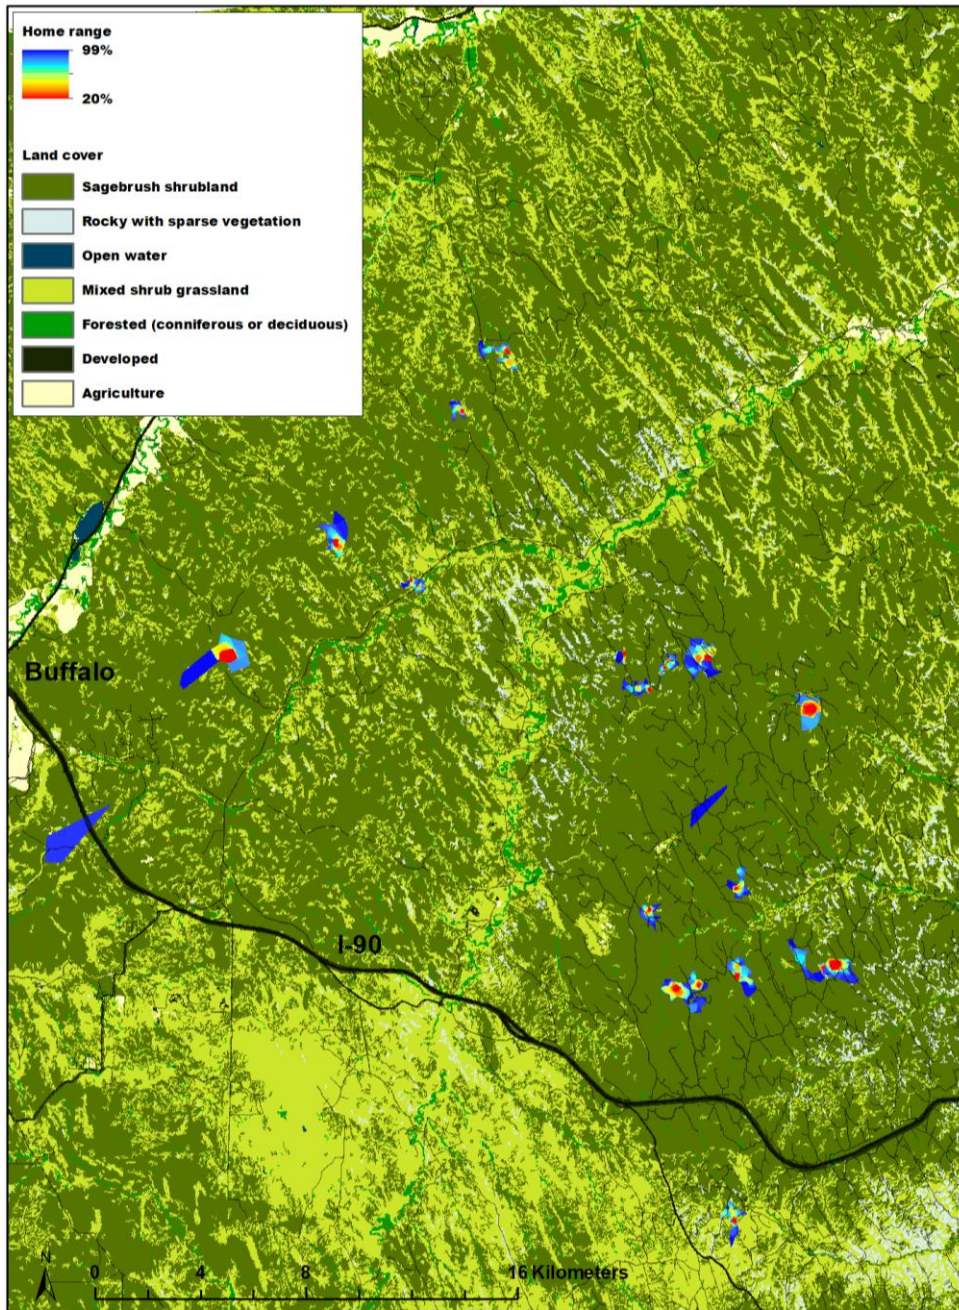 Home range
99%
20%
Land cover
Sagebrush shrubland
Rocky with sparse vegetation
Open water
Mixed shrub grassland
Forested (conniferous or deciduous)
Developed
Agriculture
Buffalo
I-90
N
0 4 8 16 Kilometers